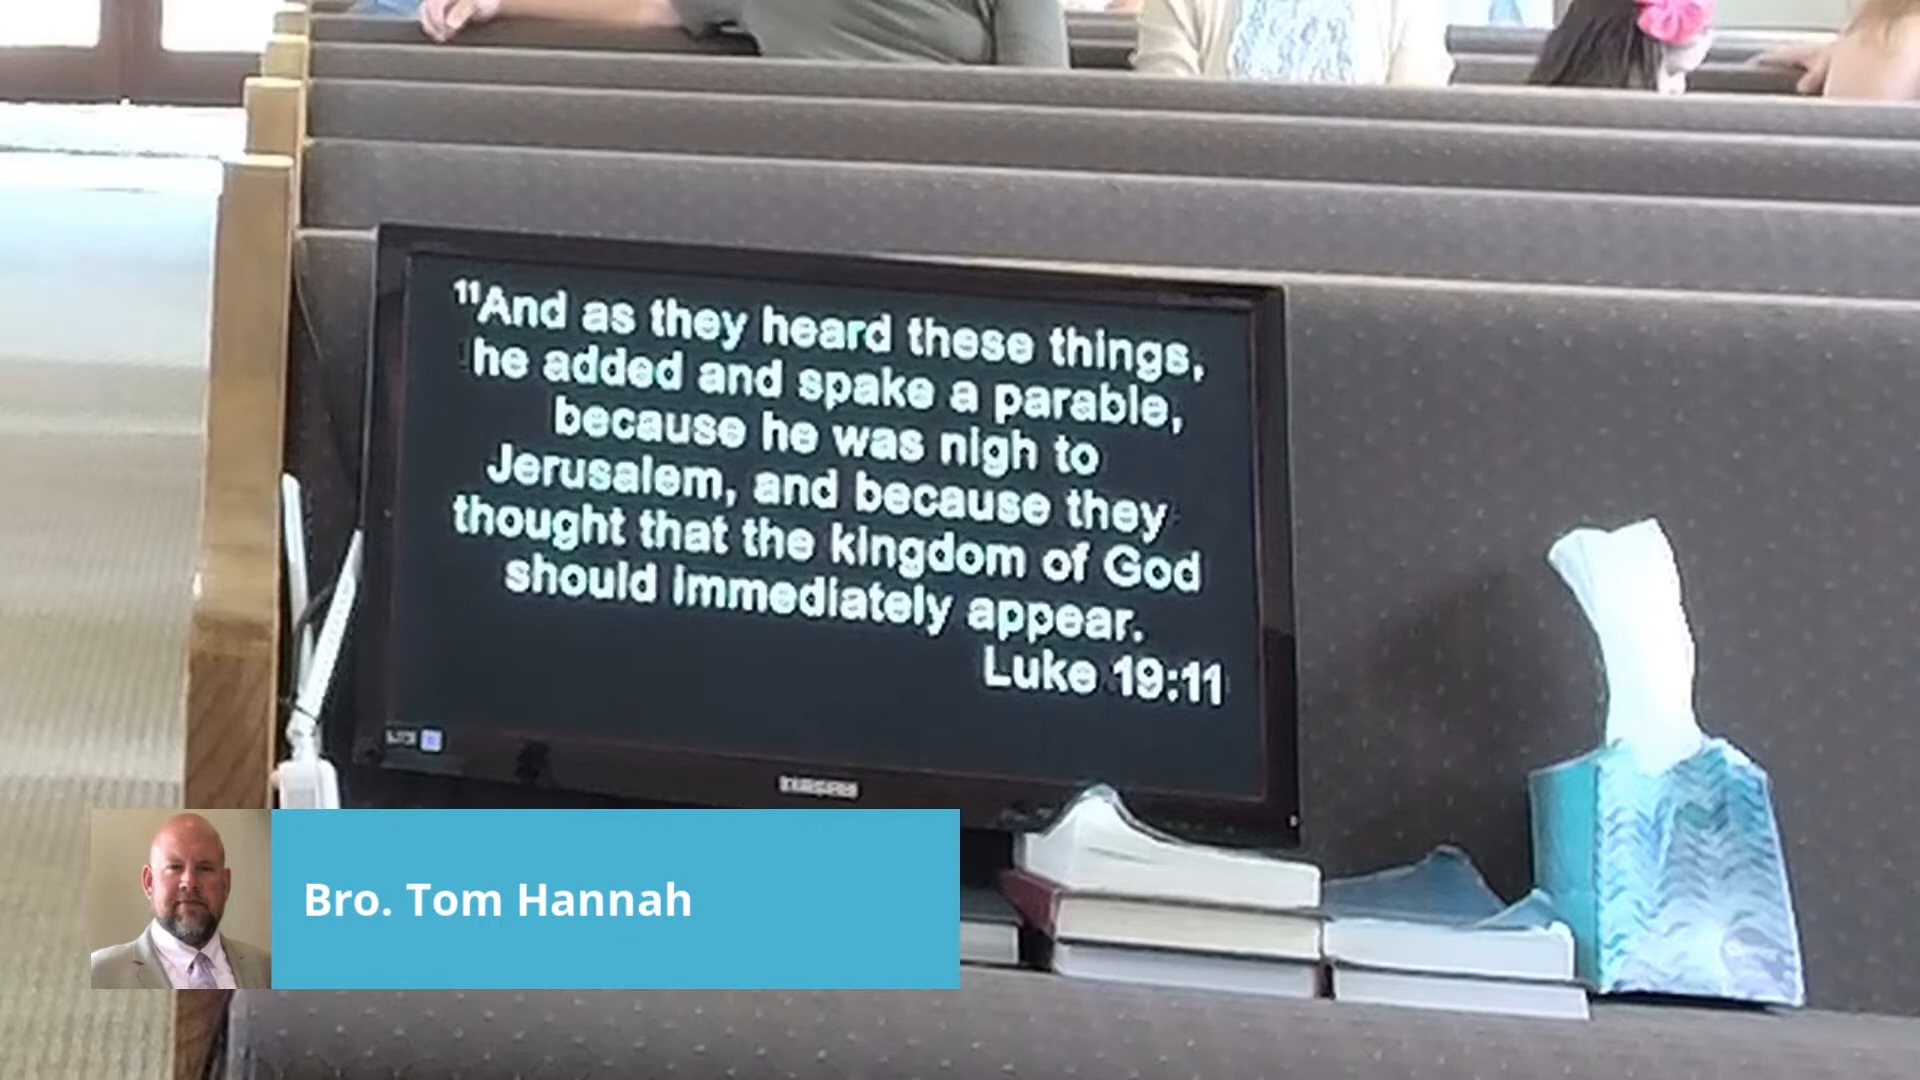 ¹¹And as they heard these things,
he added and spake a parable,
because he was nigh to
Jerusalem, and because they
thought that the kingdom of God
should immediately appear.
Luke 19:11
SAMSUNG
Bro. Tom Hannah